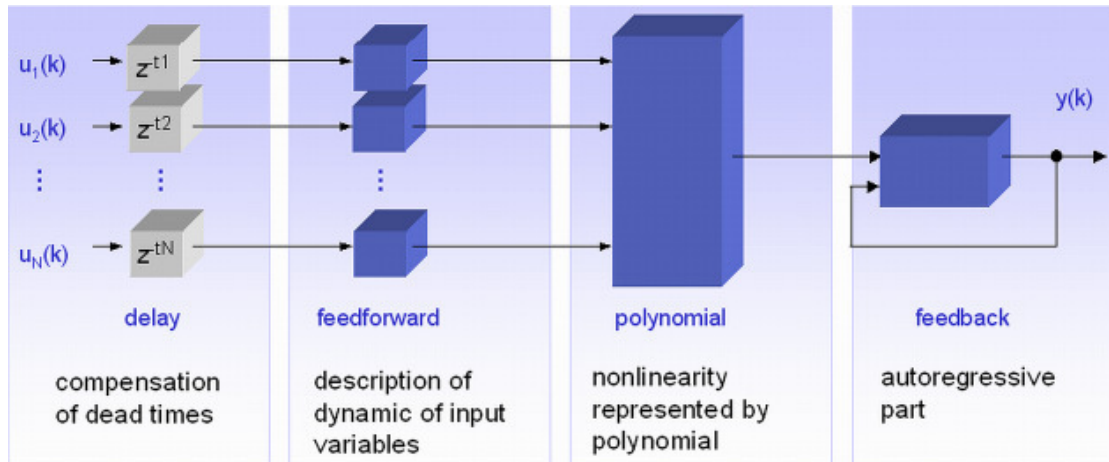 u1(k)
z-t1
u2(k)
z-t2
⋮
⋮
⋮
uN(k)
z-tN
y(k)
delay
feedforward
polynomial
feedback
compensation
of dead times
description of
dynamic of input
variables
nonlinearity
represented by
polynomial
autoregressive
part